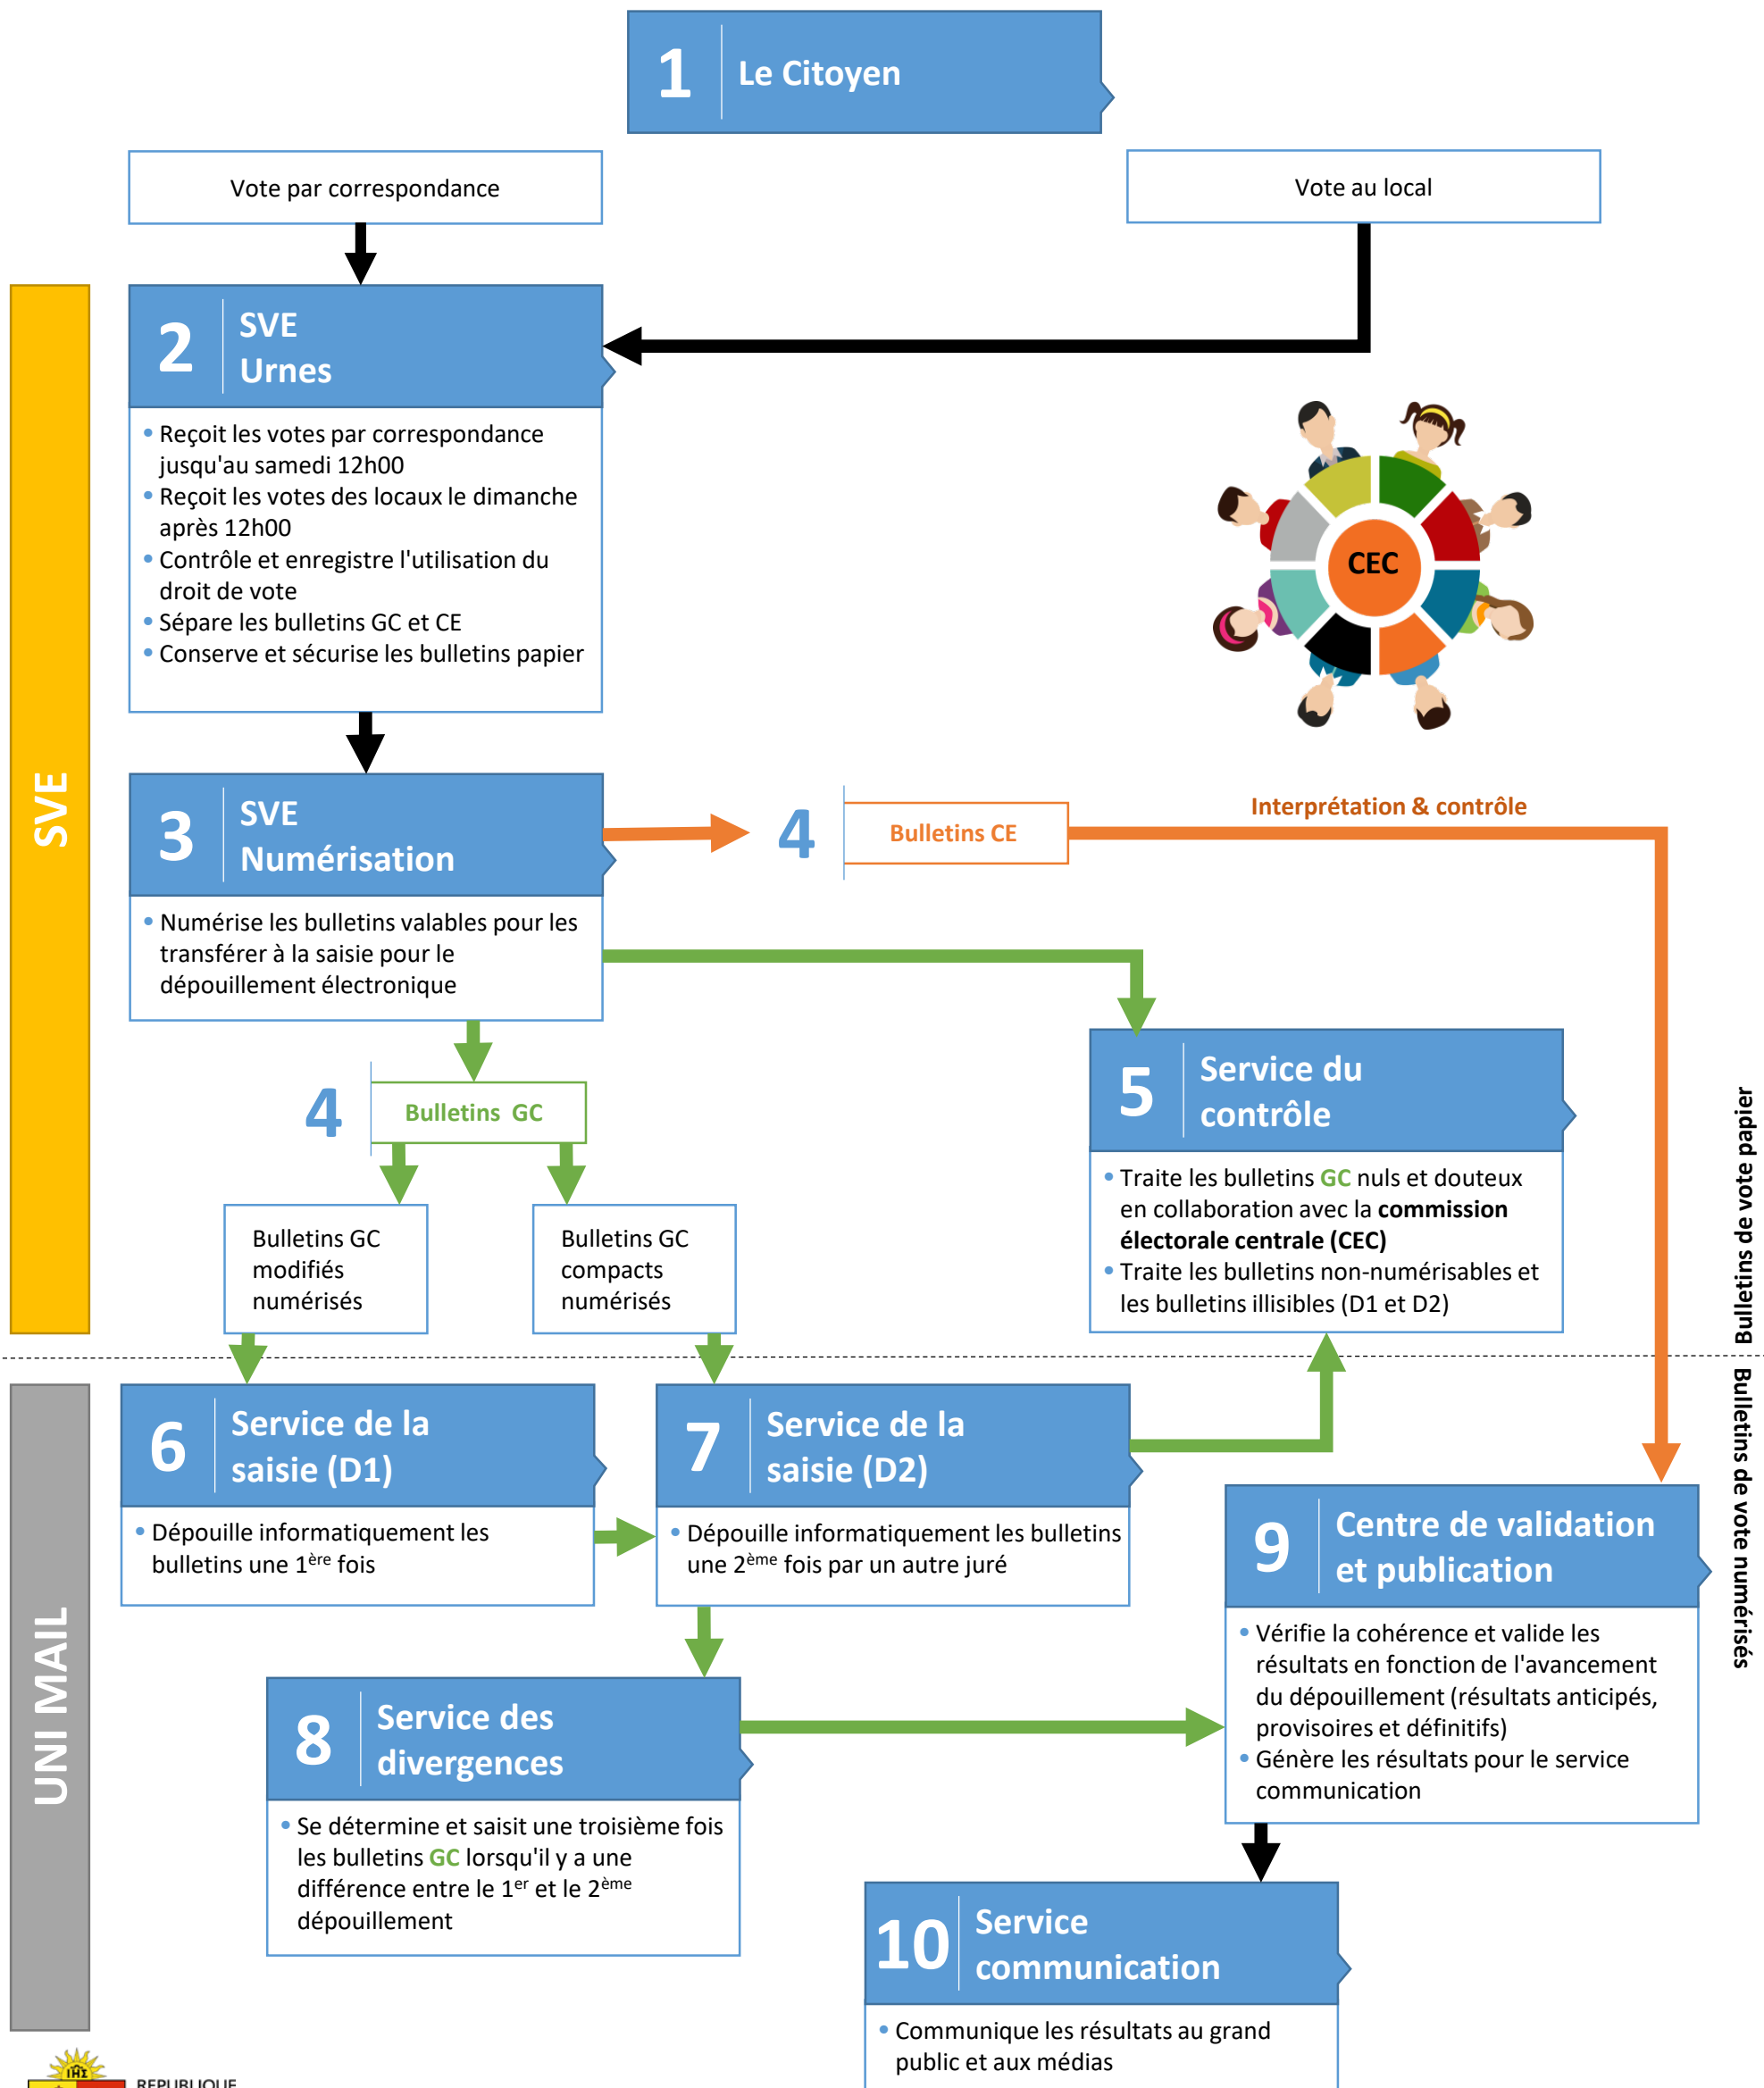 1
Le Citoyen
Vote par correspondance
Vote au local
SVE
2
SVE
Urnes
• Reçoit les votes par correspondance
jusqu'au samedi 12h00
• Reçoit les votes des locaux le dimanche
après 12h00
• Contrôle et enregistre l'utilisation du
droit de vote
• Sépare les bulletins GC et CE
• Conserve et sécurise les bulletins papier
CEC
3
SVE
Numérisation
• Numérise les bulletins valables pour les
transférer à la saisie pour le
dépouillement électronique
4
Bulletins CE
Interprétation & contrôle
4
Bulletins GC
Bulletins GC
modifiés
numérisés
Bulletins GC
compacts
numérisés
5
Service du
contrôle
• Traite les bulletins GC nuls et douteux
en collaboration avec la commission
électorale centrale (CEC)
• Traite les bulletins non-numérisables et
les bulletins illisibles (D1 et D2)
Bulletins de vote papier
Bulletins de vote numérisés
UNI MAIL
6
Service de la
saisie (D1)
• Dépouille informatiquement les
bulletins une 1ère fois
7
Service de la
saisie (D2)
• Dépouille informatiquement les bulletins
une 2ème fois par un autre juré
8
Service des
divergences
• Se détermine et saisit une troisième fois
les bulletins GC lorsqu'il y a une
différence entre le 1er et le 2ème
dépouillement
9
Centre de validation
et publication
• Vérifie la cohérence et valide les
résultats en fonction de l'avancement
du dépouillement (résultats anticipés,
provisoires et définitifs)
• Génère les résultats pour le service
communication
10
Service
communication
• Communique les résultats au grand
public et aux médias
IHΣ
REPUBLIQUE